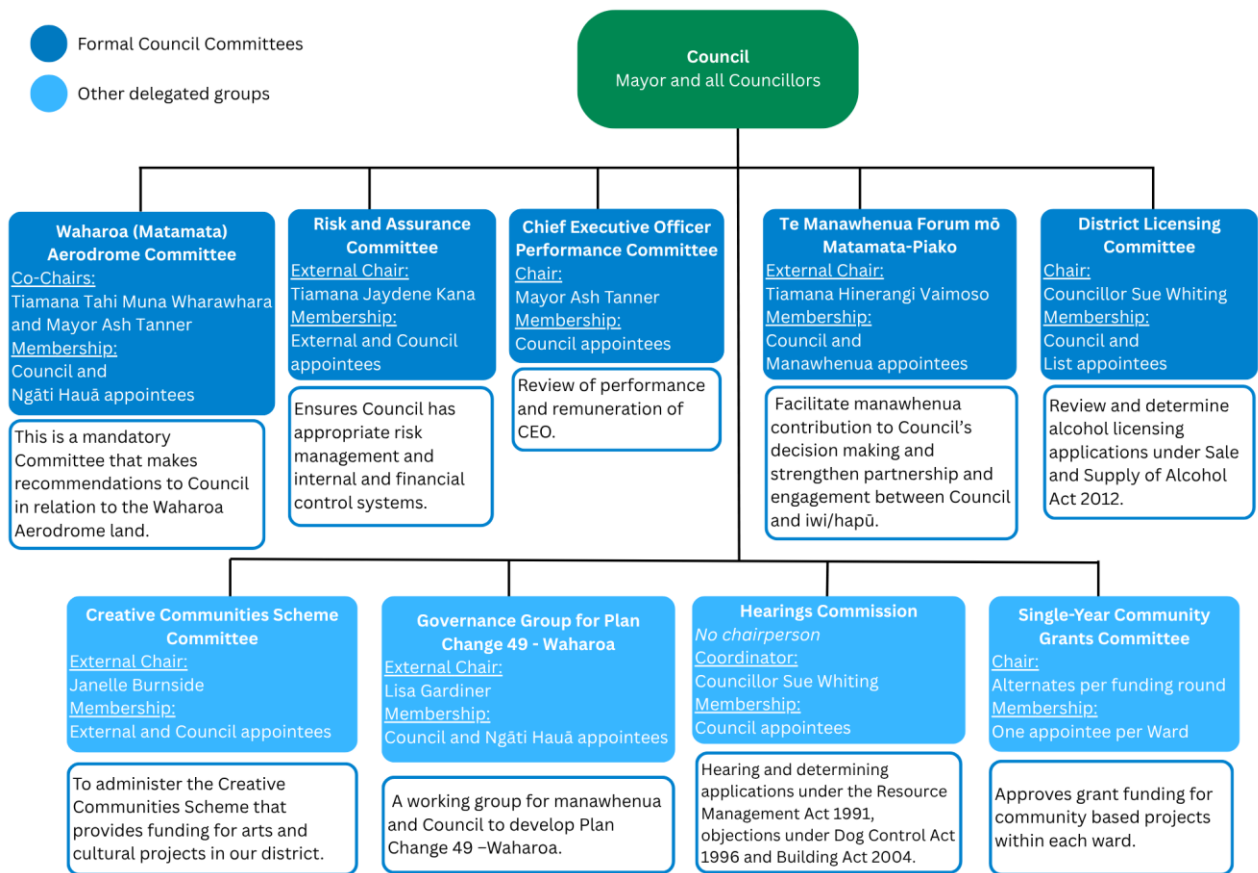 Formal Council Committees
Other delegated groups
Council
Mayor and all Councillors
Waharoa (Matamata)
Aerodrome Committee
Co-Chairs:
Tiamana Tahi Muna Wharawhara
and Mayor Ash Tanner
Membership:
Council and
Ngāti Hauā appointees
This is a mandatory
Committee that makes
recommendations to Council
in relation to the Waharoa
Aerodrome land.
Risk and Assurance
Committee
External Chair:
Tiamana Jaydene Kana
Membership:
External and Council
appointees
Ensures Council has
appropriate risk
management and
internal and financial
control systems.
Chief Executive Officer
Performance Committee
Chair:
Mayor Ash Tanner
Membership:
Council appointees
Review of performance
and remuneration of
CEO.
Te Manawhenua Forum mō
Matamata-Piako
External Chair:
Tiamana Hinerangi Vaimoso
Membership:
Council and
Manawhenua appointees
Facilitate manawhenua
contribution to Council’s
decision making and
strengthen partnership and
engagement between Council
and iwi/hapū.
District Licensing
Committee
Chair:
Councillor Sue Whiting
Membership:
Council and
List appointees
Review and determine
alcohol licensing
applications under Sale
and Supply of Alcohol
Act 2012.
Creative Communities Scheme
Committee
External Chair:
Janelle Burnside
Membership:
External and Council appointees
To administer the Creative
Communities Scheme that
provides funding for arts and
cultural projects in our district.
Governance Group for Plan
Change 49 - Waharoa
External Chair:
Lisa Gardiner
Membership:
Council and Ngāti Hauā appointees
A working group for manawhenua
and Council to develop Plan
Change 49 –Waharoa.
Hearings Commission
No chairperson
Coordinator:
Councillor Sue Whiting
Membership:
Council appointees
Hearing and determining
applications under the Resource
Management Act 1991,
objections under Dog Control Act
1996 and Building Act 2004.
Single-Year Community
Grants Committee
Chair:
Alternates per funding round
Membership:
One appointee per Ward
Approves grant funding for
community based projects
within each ward.